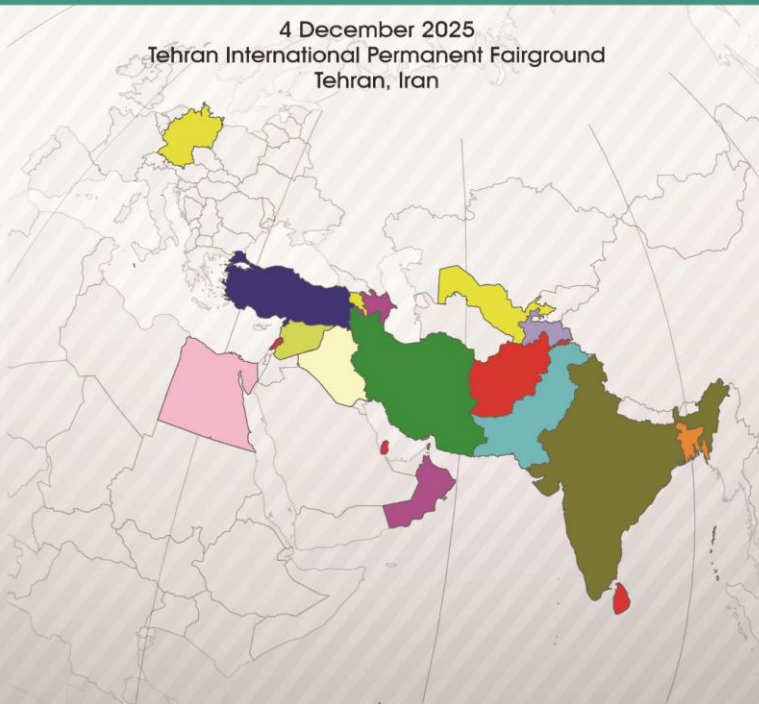 4 December 2025
Tehran International Permanent Fairground
Tehran, Iran